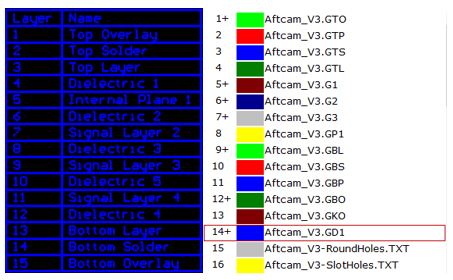 Layer Name
1 Top Overlay
2 Top Solder
3 Top Layer
4 Dielectric 1
5 Internal Plane 1
6 Dielectric 2
7 Signal Layer 2
8 Dielectric 3
9 Signal Layer 3
10 Dielectric 5
11 Signal Layer 4
12 Dielectric 4
13 Bottom Layer
14 Bottom Solder
15 Bottom Overlay
1+ Aftcam_V3.GTO
2 Aftcam_V3.GTP
3 Aftcam_V3.GTS
4 Aftcam_V3.GTL
5+ Aftcam_V3.G1
6+ Aftcam_V3.G2
7+ Aftcam_V3.G3
8 Aftcam_V3.GP1
9+ Aftcam_V3.GBL
10 Aftcam_V3.GBS
11 Aftcam_V3.GBP
12+ Aftcam_V3.GBO
13 Aftcam_V3.GKO
14+ Aftcam_V3.GD1
15 Aftcam_V3-RoundHoles.TXT
16 Aftcam_V3-SlotHoles.TXT